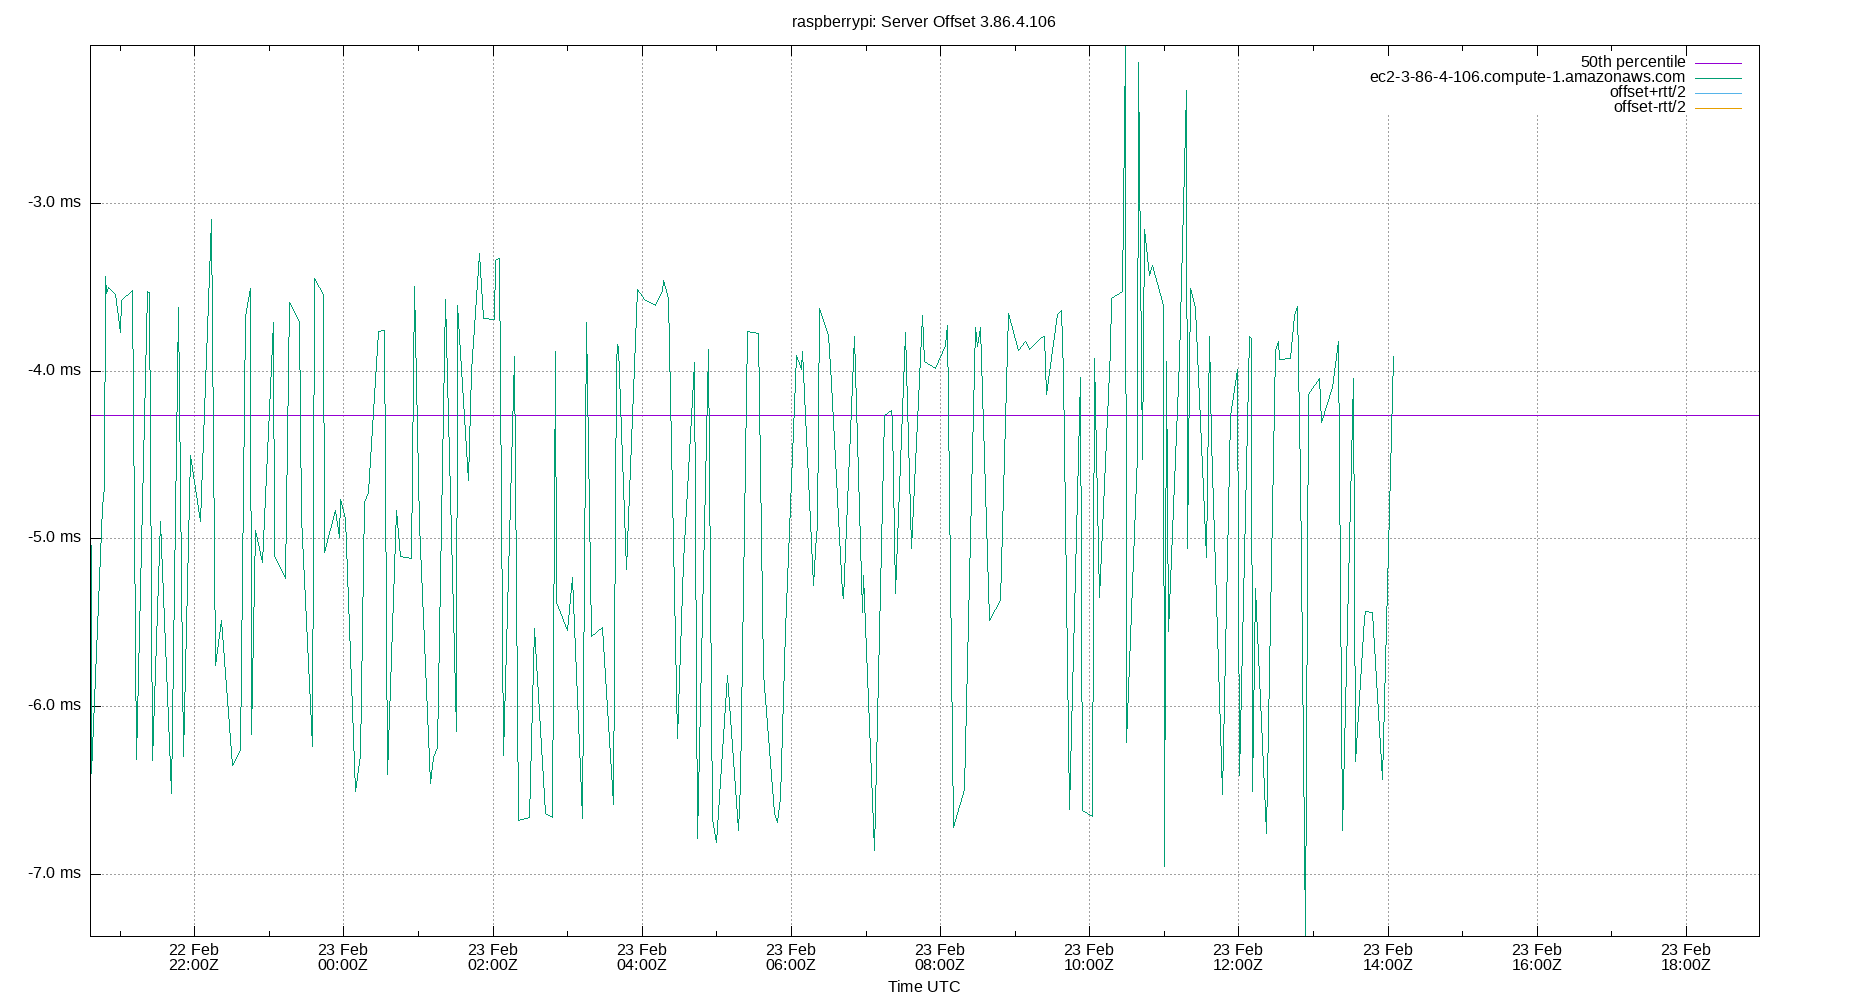 raspberrypi: Server Offset 3.86.4.106
50th percentile
ec2-3-86-4-106.compute-1.amazonaws.com
offset+rtt/2
offset-rtt/2
-3.0 ms
-4.0 ms
-5.0 ms
-6.0 ms
-7.0 ms
22 Feb 23 Feb 23 Feb 23 Feb 23 Feb 23 Feb 23 Feb 23 Feb 23 Feb 23 Feb 23 Feb
22:00Z 00:00Z 02:00Z 04:00Z 06:00Z 08:00Z 10:00Z 12:00Z 14:00Z 16:00Z 18:00Z
Time UTC